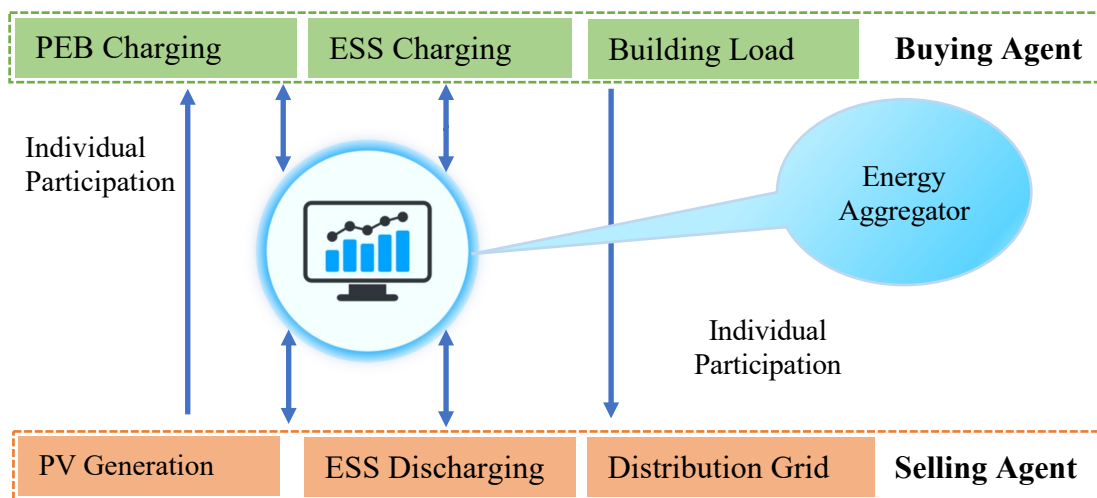 PEB Charging
ESS Charging
Building Load
Buying Agent
Individual
Participation
Energy
Aggregator
Individual
Participation
PV Generation
ESS Discharging
Distribution Grid
Selling Agent